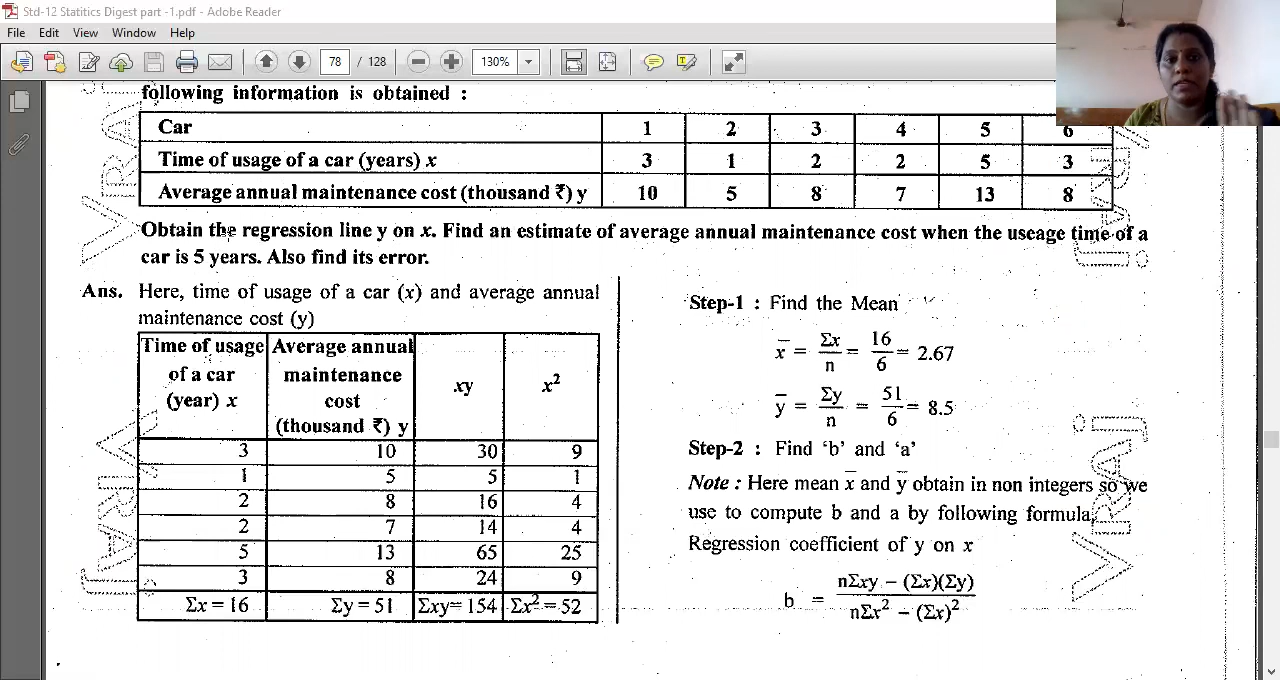 Std-12 Statitics Digest part -1.pdf - Adobe Reader
File Edit View Window Help
78 / 128 130%
following information is obtained :
Car 1 2 3 4 5 6
Time of usage of a car (years) x 3 1 2 2 5 3
Average annual maintenance cost (thousand ₹) y 10 5 8 7 13 8
Obtain the regression line y on x. Find an estimate of average annual maintenance cost when the useage time of a
car is 5 years. Also find its error.
Ans. Here, time of usage of a car (x) and average annual
maintenance cost (y)
Time of usage of a car (year) x Average annual maintenance cost (thousand ₹) y xy x²
3 10 30 9
1 5 5 1
2 8 16 4
2 7 14 4
5 13 65 25
3 8 24 9
Σx = 16 Σy = 51 Σxy= 154 Σx² = 52
Step-1 : Find the Mean
x̄ = Σx/n = 16/6 = 2.67
ȳ = Σy/n = 51/6 = 8.5
Step-2 : Find ‘b’ and ‘a’
Note : Here mean x̄ and ȳ obtain in non integers so we
use to compute b and a by following formula,
Regression coefficient of y on x
b = nΣxy – (Σx)(Σy) / nΣx² – (Σx)²
VIRAJ